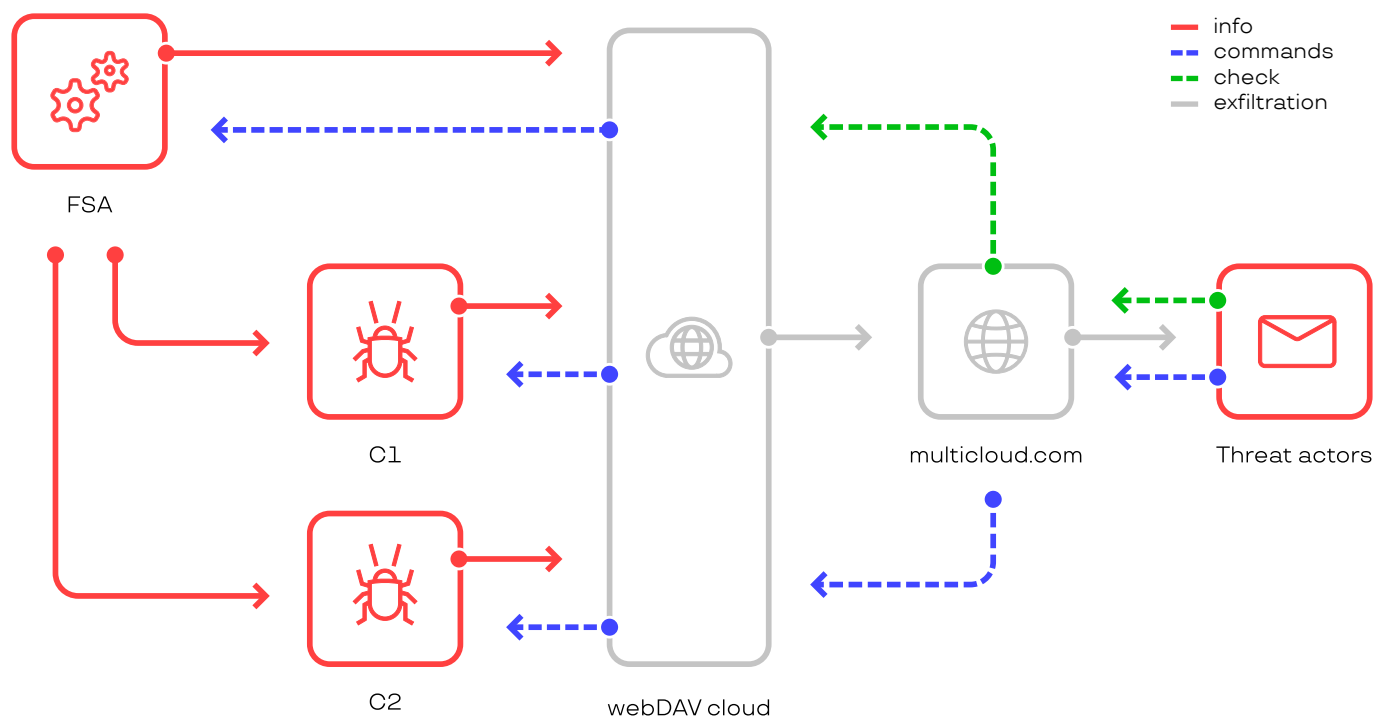 info
commands
check
exfiltration
FSA
C1
multicloud.com
Threat actors
C2
webDAV cloud